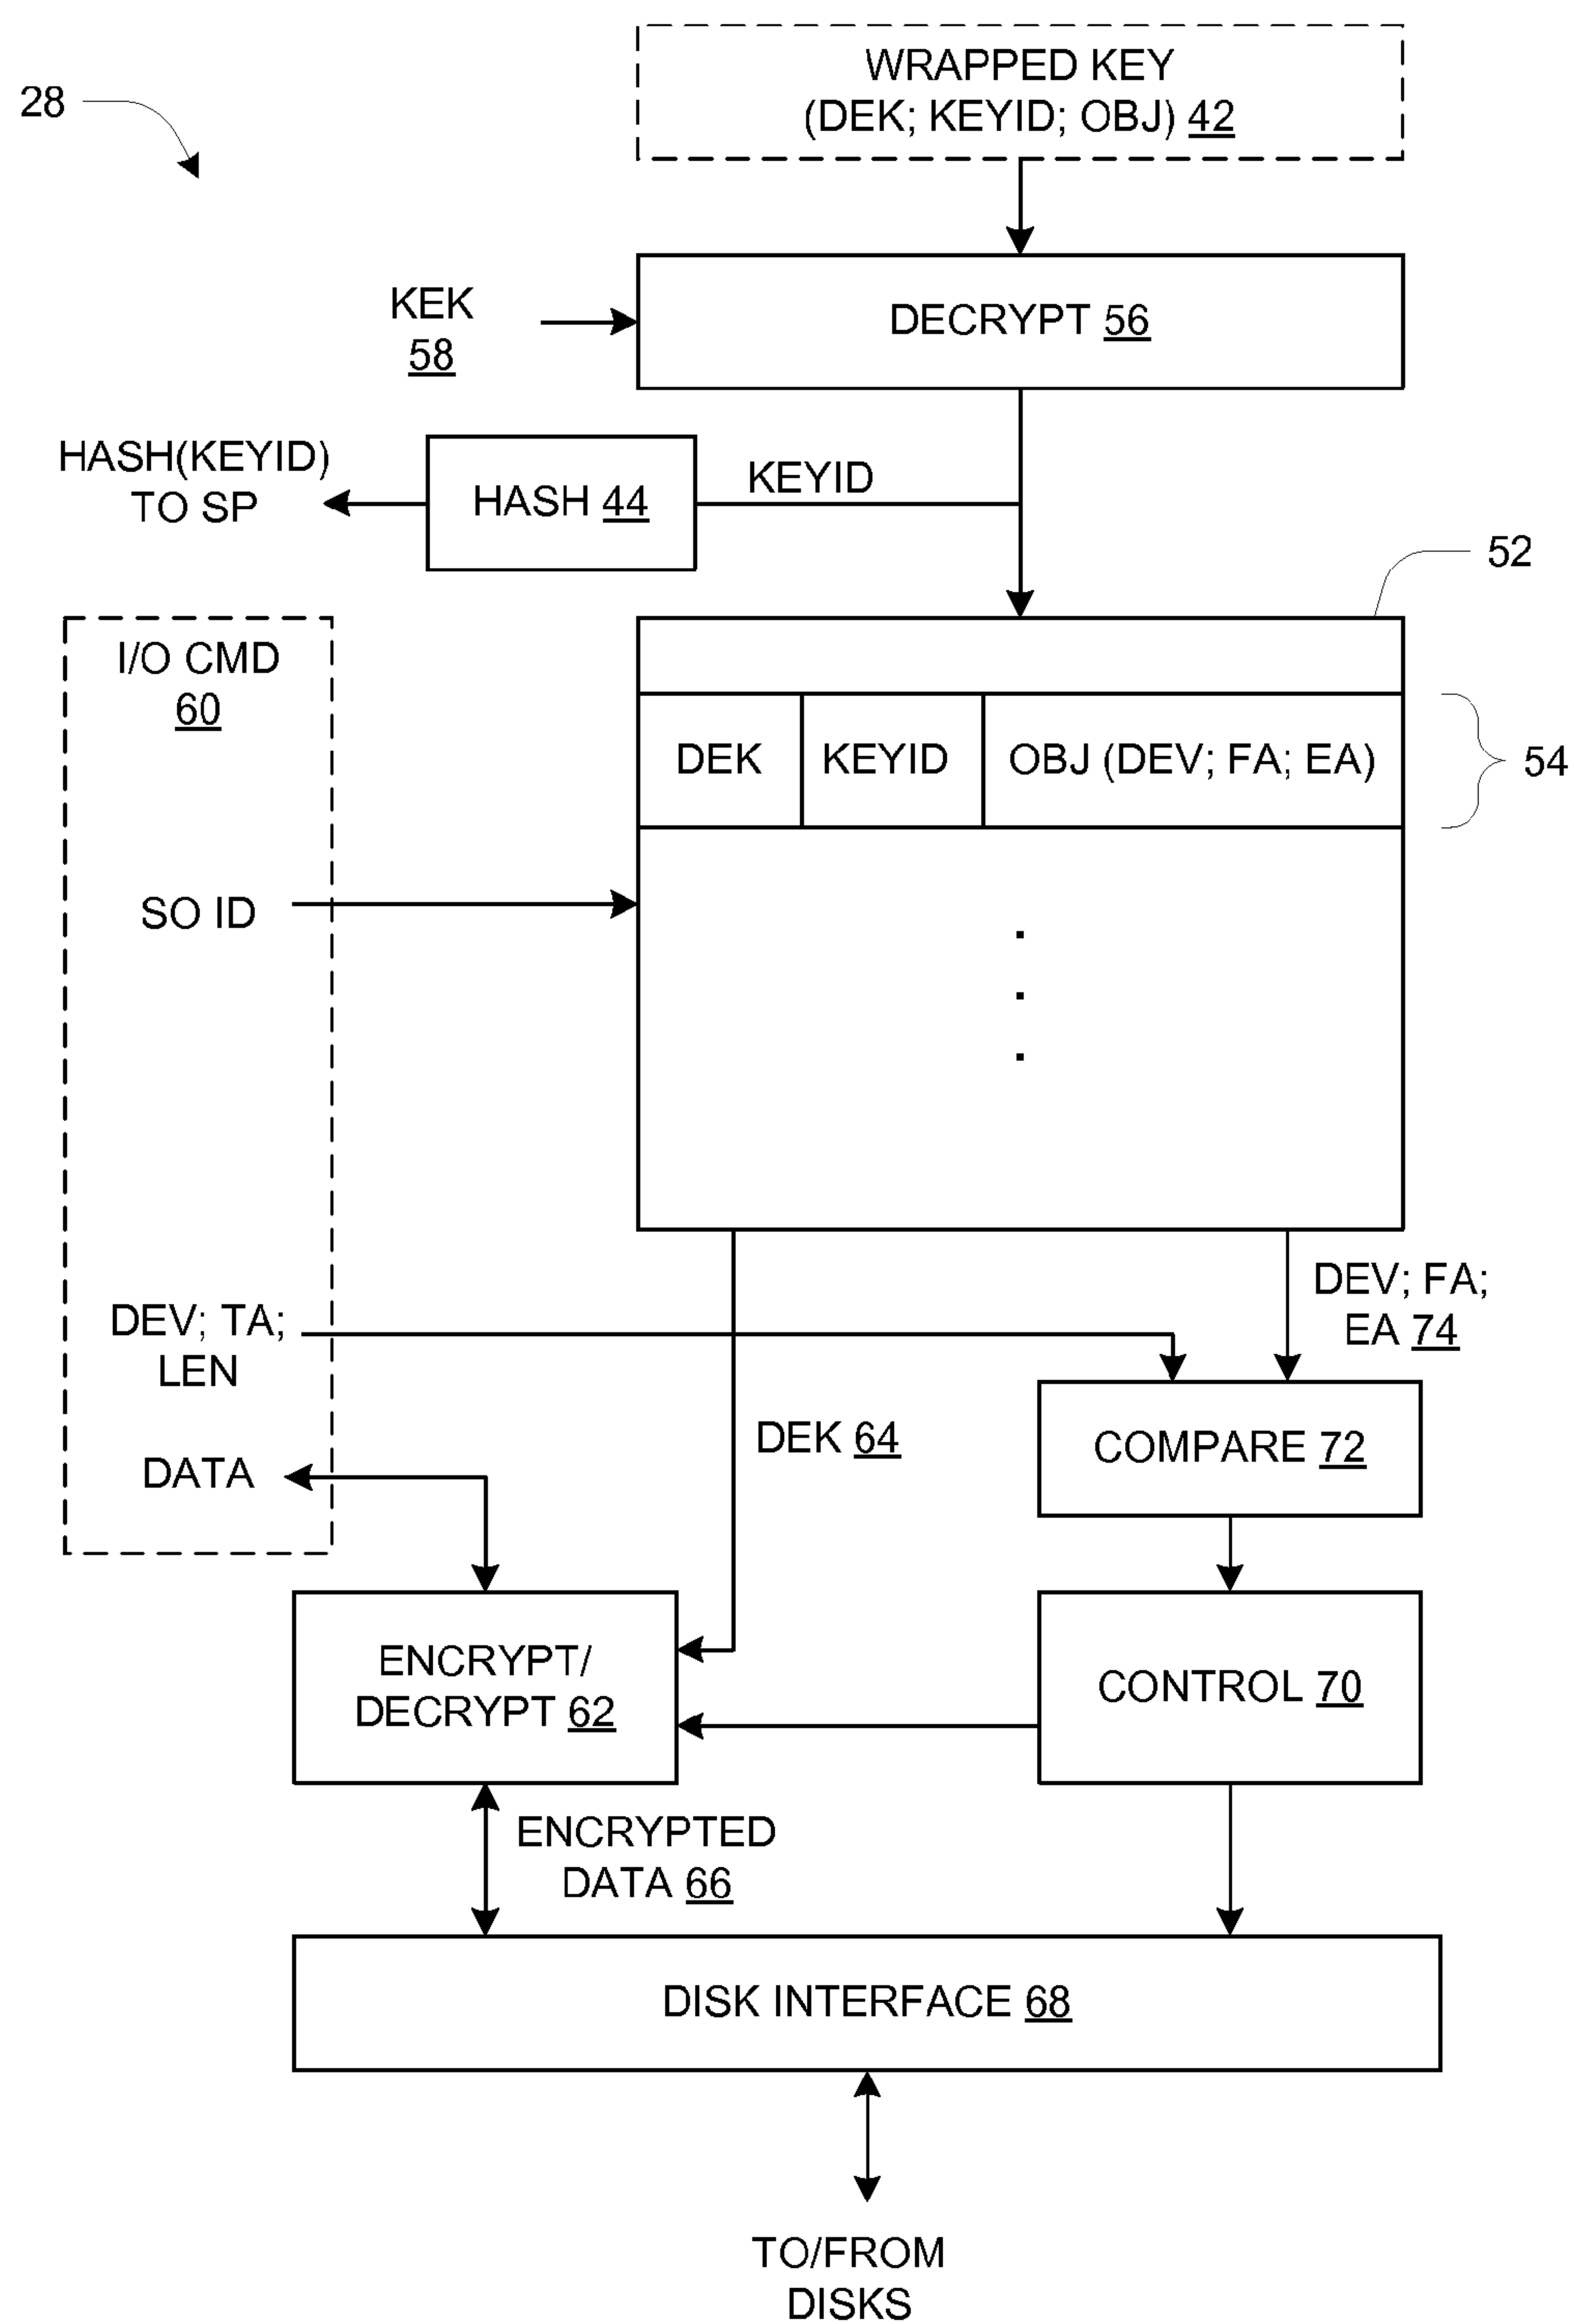 WRAPPED KEY
(DEK; KEYID; OBJ) 42
28
KEK
58
DECRYPT 56
HASH(KEYID)
TO SP
HASH 44
KEYID
52
I/O CMD
60
DEK
KEYID
OBJ (DEV; FA; EA)
54
SO ID
DEV; FA;
EA 74
DEV; TA;
LEN
DEK 64
COMPARE 72
DATA
ENCRYPT/
DECRYPT 62
CONTROL 70
ENCRYPTED
DATA 66
DISK INTERFACE 68
TO/FROM
DISKS